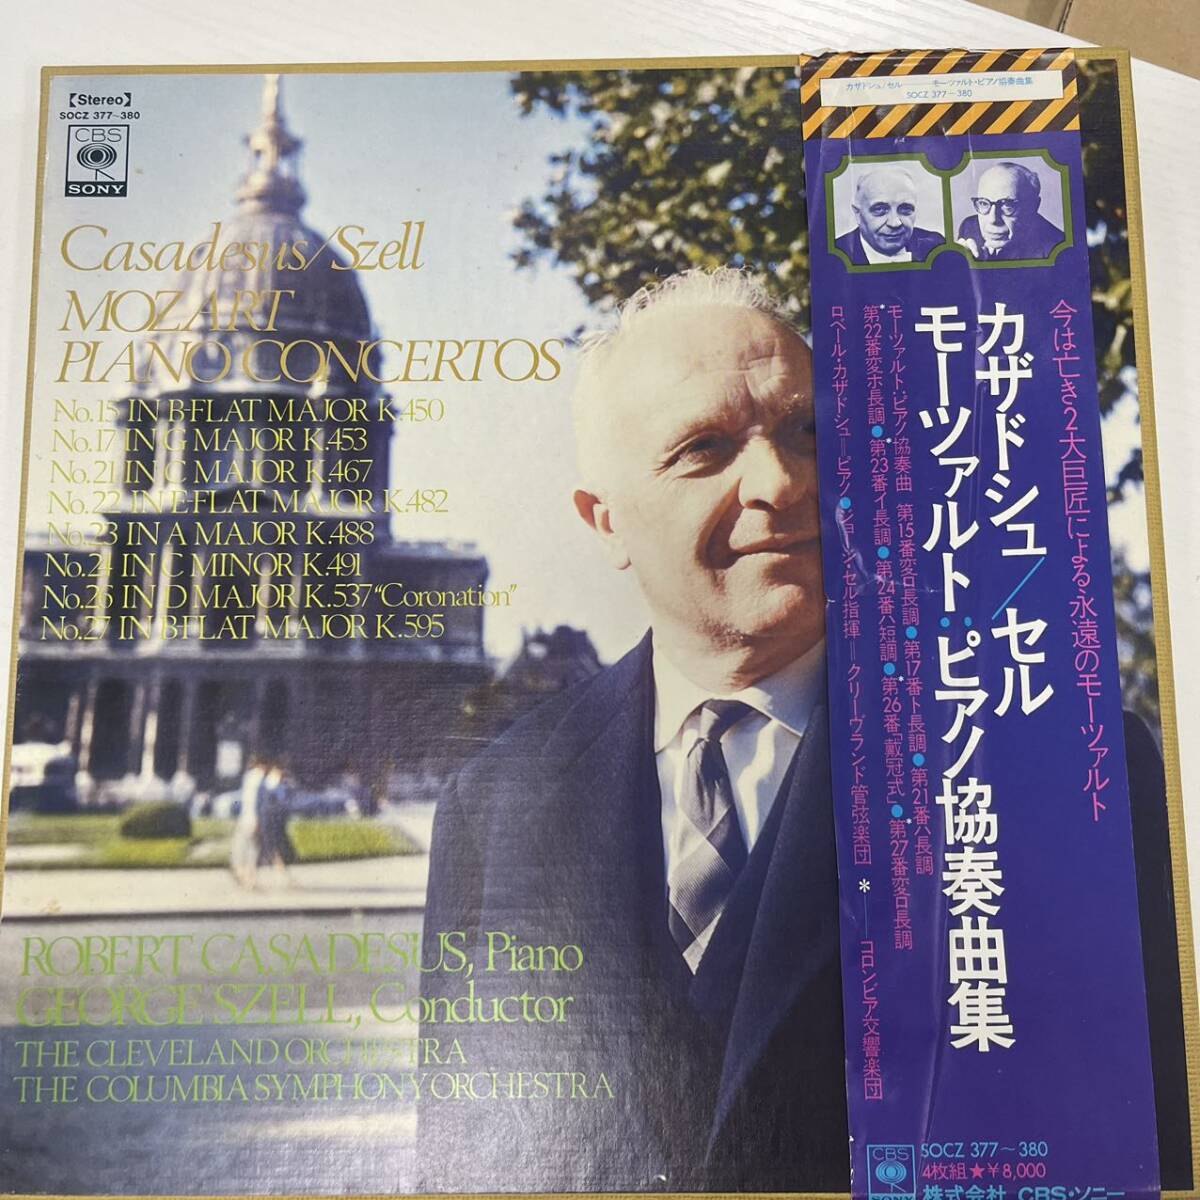 【Stereo】
SOCZ 377~380
CBS
SONY
Casadesus/Szell
MOZART
PIANO CONCERTOS
No.15 IN B-FLAT MAJOR K.450
No.17 IN G MAJOR K.453
No.21 IN C MAJOR K.467
No.22 IN E-FLAT MAJOR K.482
No.23 IN A MAJOR K.488
No.24 IN C MINOR K.491
No.26 IN D MAJOR K.537 “Coronation”
No.27 IN B-FLAT MAJOR K.595
ROBERT CASADESUS, Piano
GEORGE SZELL, Conductor
THE CLEVELAND ORCHESTRA
THE COLUMBIA SYMPHONY ORCHESTRA
カザドシュ/セル──モーツァルト・ピアノ協奏曲集
SOCZ 377~380
今は亡き2大巨匠による永遠のモーツァルト
カザドシュ/セル
モーツァルト:ピアノ協奏曲集
モーツァルト:ピアノ協奏曲 第15番変ロ長調●第17番ト長調●第21番ハ長調
*第22番変ホ長調●*第23番イ長調●第24番ハ短調●*第26番「戴冠式」●*第27番変ロ長調
ロベール・カザドシュ=ピアノ●ジョージ・セル指揮=クリーヴランド管弦楽団 *──コロンビア交響楽団
CBS
SONY
SOCZ 377~380
4枚組★¥8,000
株式会社 CBS・ソニー